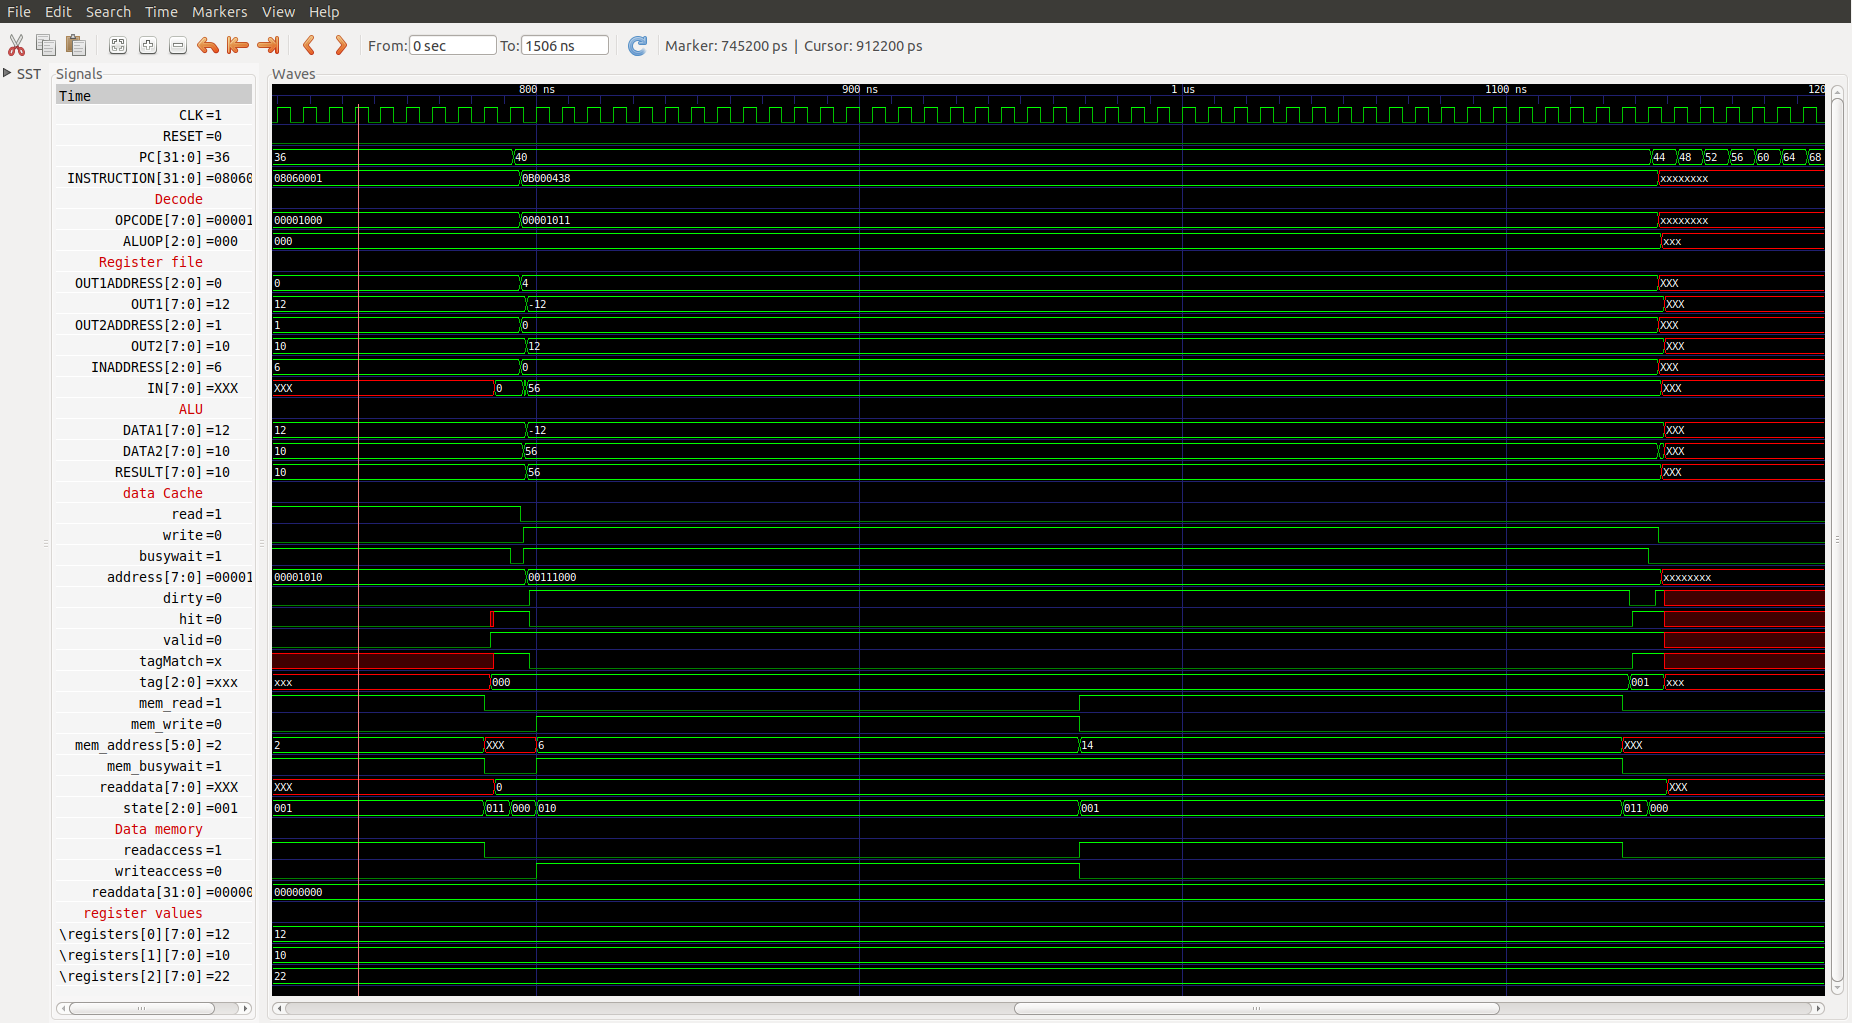 File Edit Search Time Markers View Help
From: 0 sec To: 1506 ns Marker: 745200 ps | Cursor: 912200 ps
SST Signals Waves
Time 800 ns 900 ns 1 us 1100 ns 120
CLK =1
RESET =0
PC[31:0] =36 36 40 44 48 52 56 60 64 68
INSTRUCTION[31:0] =08060 08060001 0B000438 xxxxxxxx
Decode
OPCODE[7:0] =00001 00001000 00001011 xxxxxxxx
ALUOP[2:0] =000 000 xxx
Register file
OUT1ADDRESS[2:0] =0 0 4 XXX
OUT1[7:0] =12 12 -12 XXX
OUT2ADDRESS[2:0] =1 1 0 XXX
OUT2[7:0] =10 10 12 XXX
INADDRESS[2:0] =6 6 0 XXX
IN[7:0] =XXX XXX 0 56 XXX
ALU
DATA1[7:0] =12 12 -12 XXX
DATA2[7:0] =10 10 56 XXX
RESULT[7:0] =10 10 56 XXX
data Cache
read =1
write =0
busywait =1
address[7:0] =00001 00001010 00111000 xxxxxxxx
dirty =0
hit =0
valid =0
tagMatch =x
tag[2:0] =xxx xxx 000 001 xxx
mem_read =1
mem_write =0
mem_address[5:0] =2 2 XXX 6 14 XXX
mem_busywait =1
readdata[7:0] =XXX XXX 0 XXX
state[2:0] =001 001 011 000 010 001 011 000
Data memory
readaccess =1
writeaccess =0
readdata[31:0] =00000 00000000
register values
\registers[0][7:0] =12 12
\registers[1][7:0] =10 10
\registers[2][7:0] =22 22